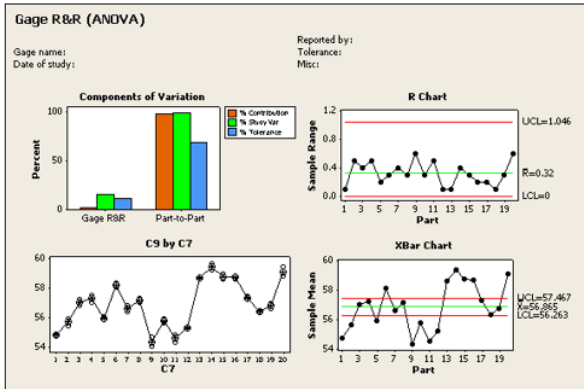 Gage R&R (ANOVA)
Reported by:
Gage name:
Tolerance:
Date of study:
Misc:
Components of Variation
100
50
0
Percent
Gage R&R
Part-to-Part
% Contribution
% Study Var
% Tolerance
R Chart
1.2
0.8
0.4
0.0
Sample Range
UCL=1.046
R̄=0.32
LCL=0
1 3 5 7 9 11 13 15 17 19
Part
C9 by C7
60
58
56
54
1 2 3 4 5 6 7 8 9 10 11 12 13 14 15 16 17 18 19 20
C7
XBar Chart
60
58
56
54
Sample Mean
UCL=57.467
X̿=56.865
LCL=56.263
1 3 5 7 9 11 13 15 17 19
Part